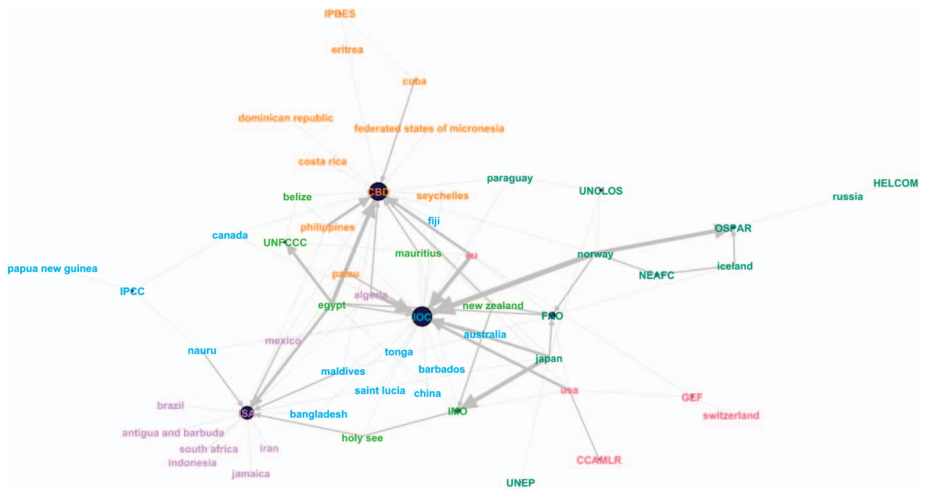 IPBES
eritrea
cuba
dominican republic
federated states of micronesia
costa rica
CBD
seychelles
paraguay
UNCLOS
HELCOM
russia
belize
philippines
fiji
OSPAR
canada
UNFCCC
mauritius
eu
norway
iceland
NEAFC
papua new guinea
IPCC
algeria
egypt
new zealand
IOC
FAO
australia
mexico
nauru
tonga
japan
maldives
barbados
saint lucia
china
usa
GEF
switzerland
brazil
ISA
bangladesh
IMO
antigua and barbuda
holy see
south africa
iran
indonesia
jamaica
CCAMLR
UNEP